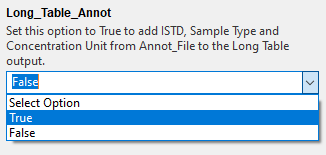 Long_Table_Annot
Set this option to True to add ISTD, Sample Type and
Concentration Unit from Annot_File to the Long Table
output.
False
Select Option
True
False